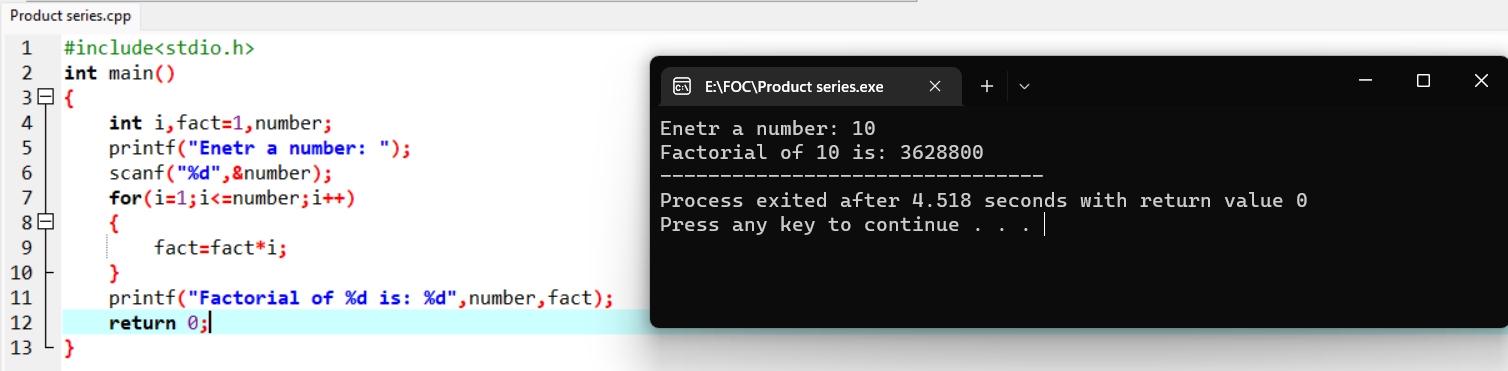 Product series.cpp
1 #include<stdio.h>
2 int main()
3 {
4 int i,fact=1,number;
5 printf("Enetr a number: ");
6 scanf("%d",&number);
7 for(i=1;i<=number;i++)
8 {
9 fact=fact*i;
10 }
11 printf("Factorial of %d is: %d",number,fact);
12 return 0;
13 }
E:\FOC\Product series.exe
Enetr a number: 10
Factorial of 10 is: 3628800
--------------------------------
Process exited after 4.518 seconds with return value 0
Press any key to continue . . .